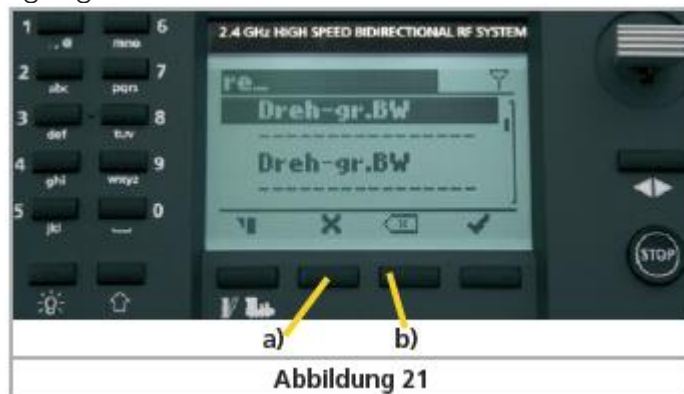 1 6
.,@ mno
2.4 GHz HIGH SPEED BIDIRECTIONAL RF SYSTEM
2 7
abc pqrs
3 8
def tuv
4 9
ghi wxyz
5 0
jkl
re...
Dreh-gr.BW
Dreh-gr.BW
STOP
a) b)
Abbildung 21